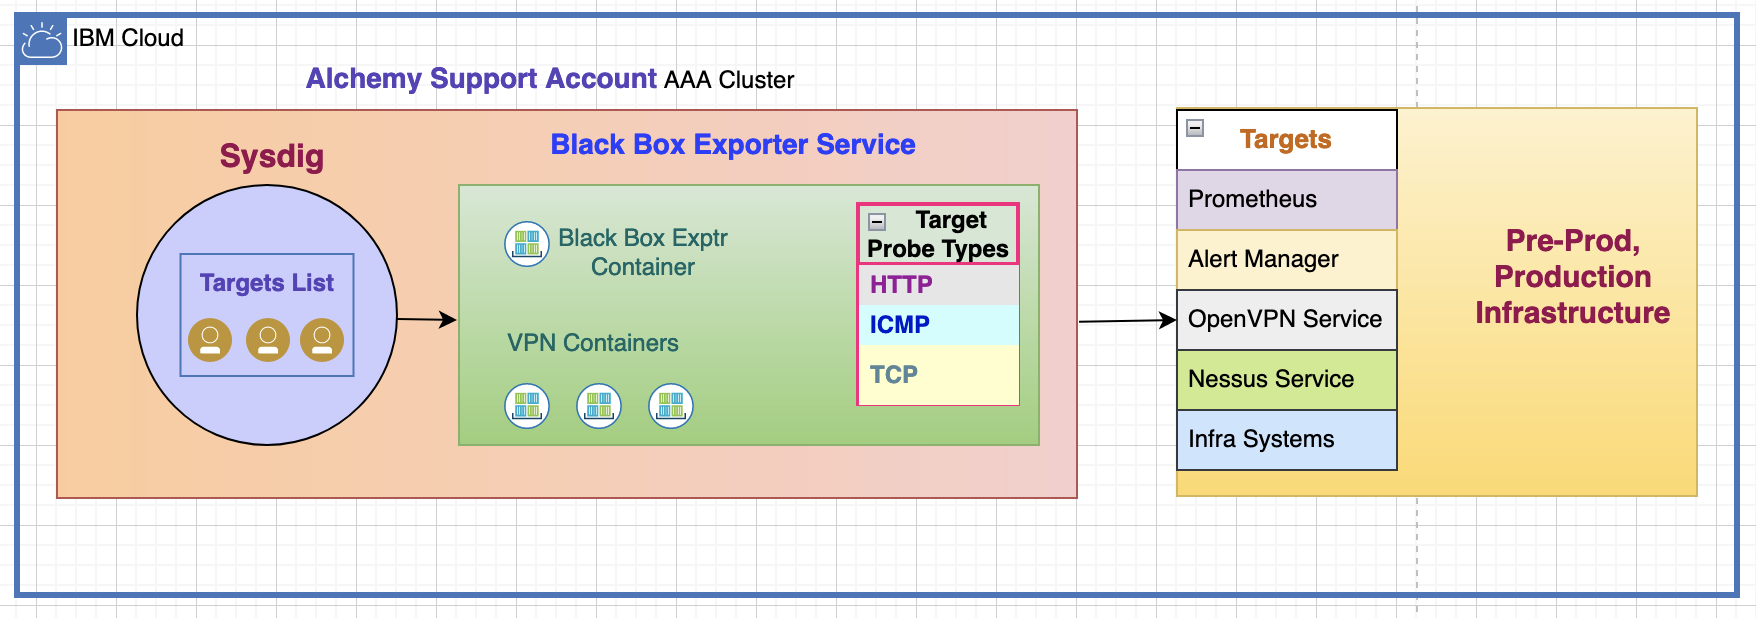 IBM Cloud
Alchemy Support Account AAA Cluster
Sysdig
Targets List
Black Box Exporter Service
Black Box Exptr
Container
VPN Containers
Target
Probe Types
HTTP
ICMP
TCP
Targets
Prometheus
Alert Manager
OpenVPN Service
Nessus Service
Infra Systems
Pre-Prod,
Production
Infrastructure